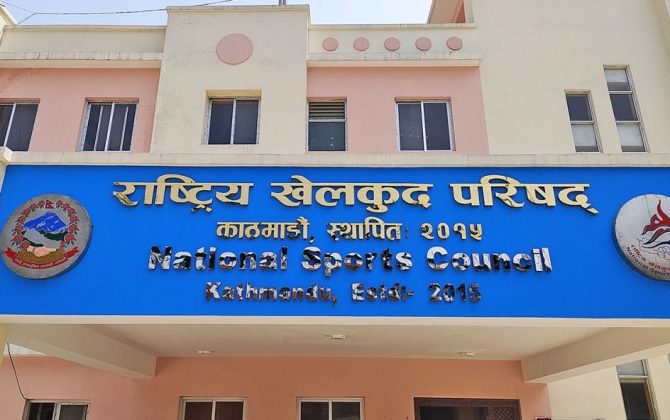 राष्ट्रिय खेलकुद परिषद्
काठमाडौं, स्थापितः २०१५
National Sports Council
Kathmandu, Estd:- 2015